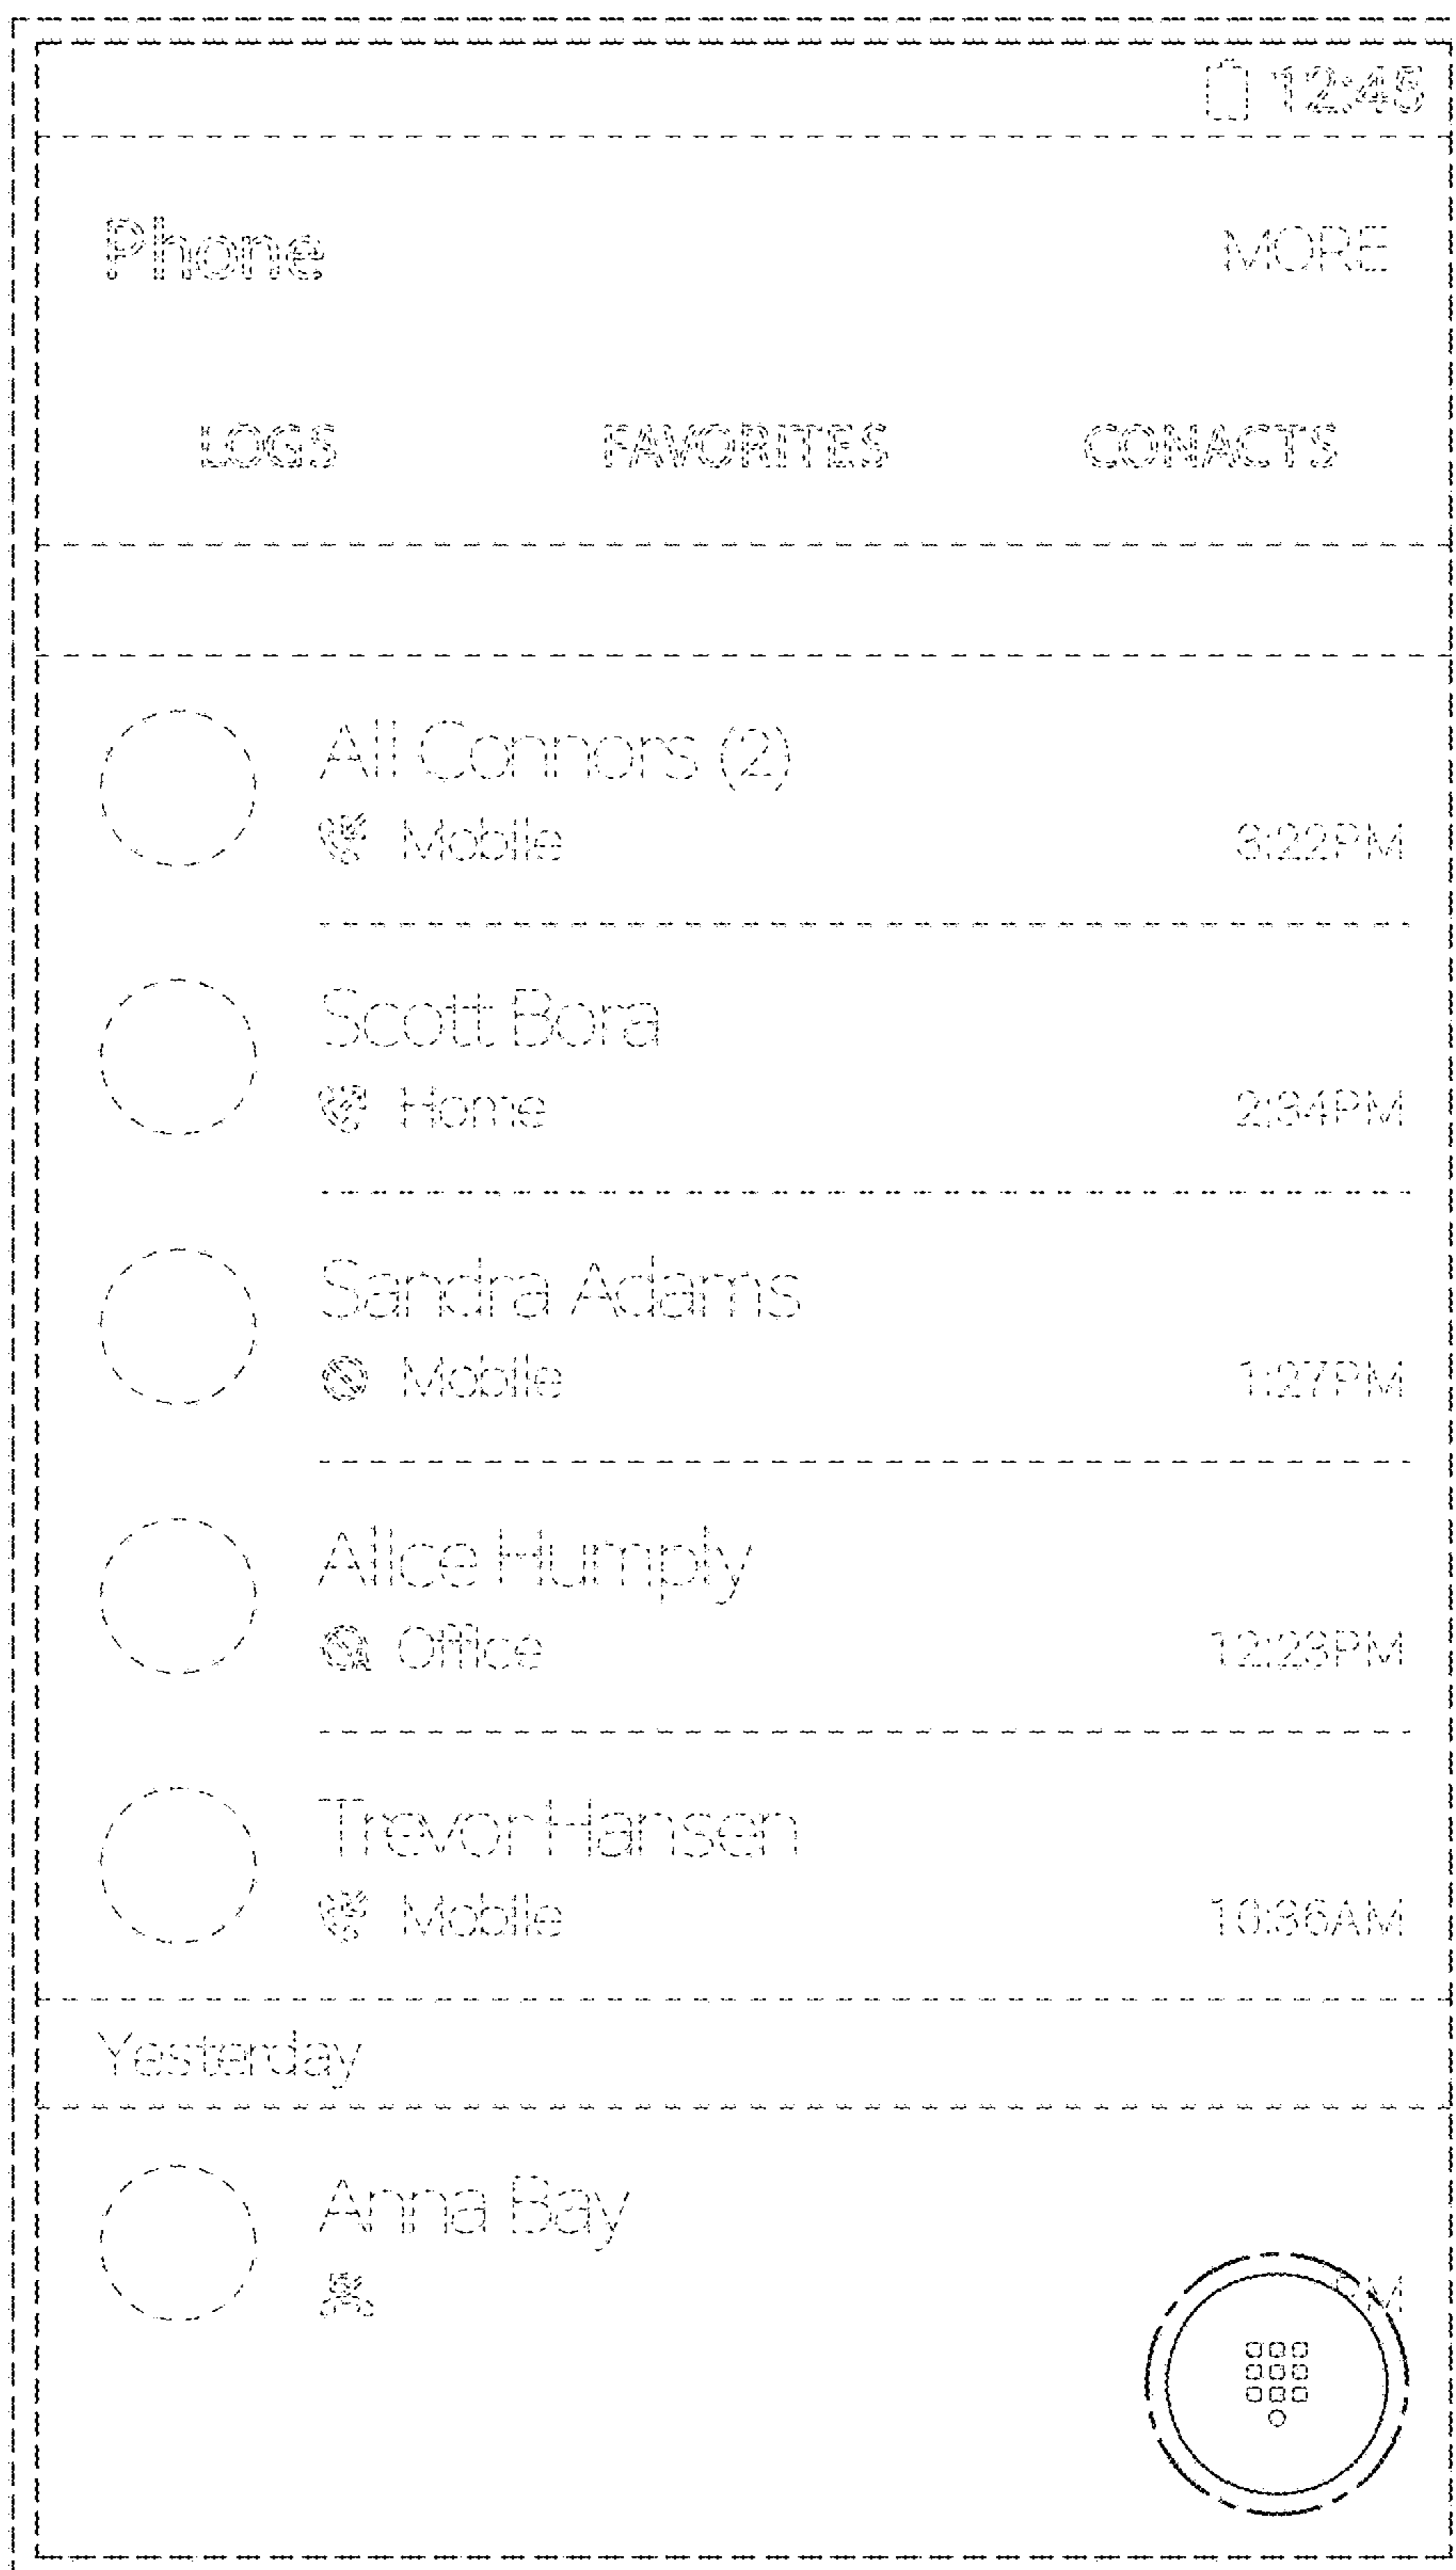 12:45
Phone MORE
LOGS FAVORITES CONACTS
All Connors (2)
Mobile 3:22PM
Scott Bora
Home 2:34PM
Sandra Adams
Mobile 1:27PM
Alice Humply
Office 12:23PM
Trevor Hansen
Mobile 10:36AM
Yesterday
Anna Bay